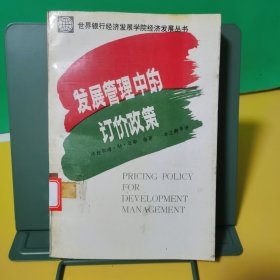 世界银行经济发展学院经济发展丛书
发展管理中的
订价政策
PRICING POLICY
FOR
DEVELOPMENT
MANAGEMENT